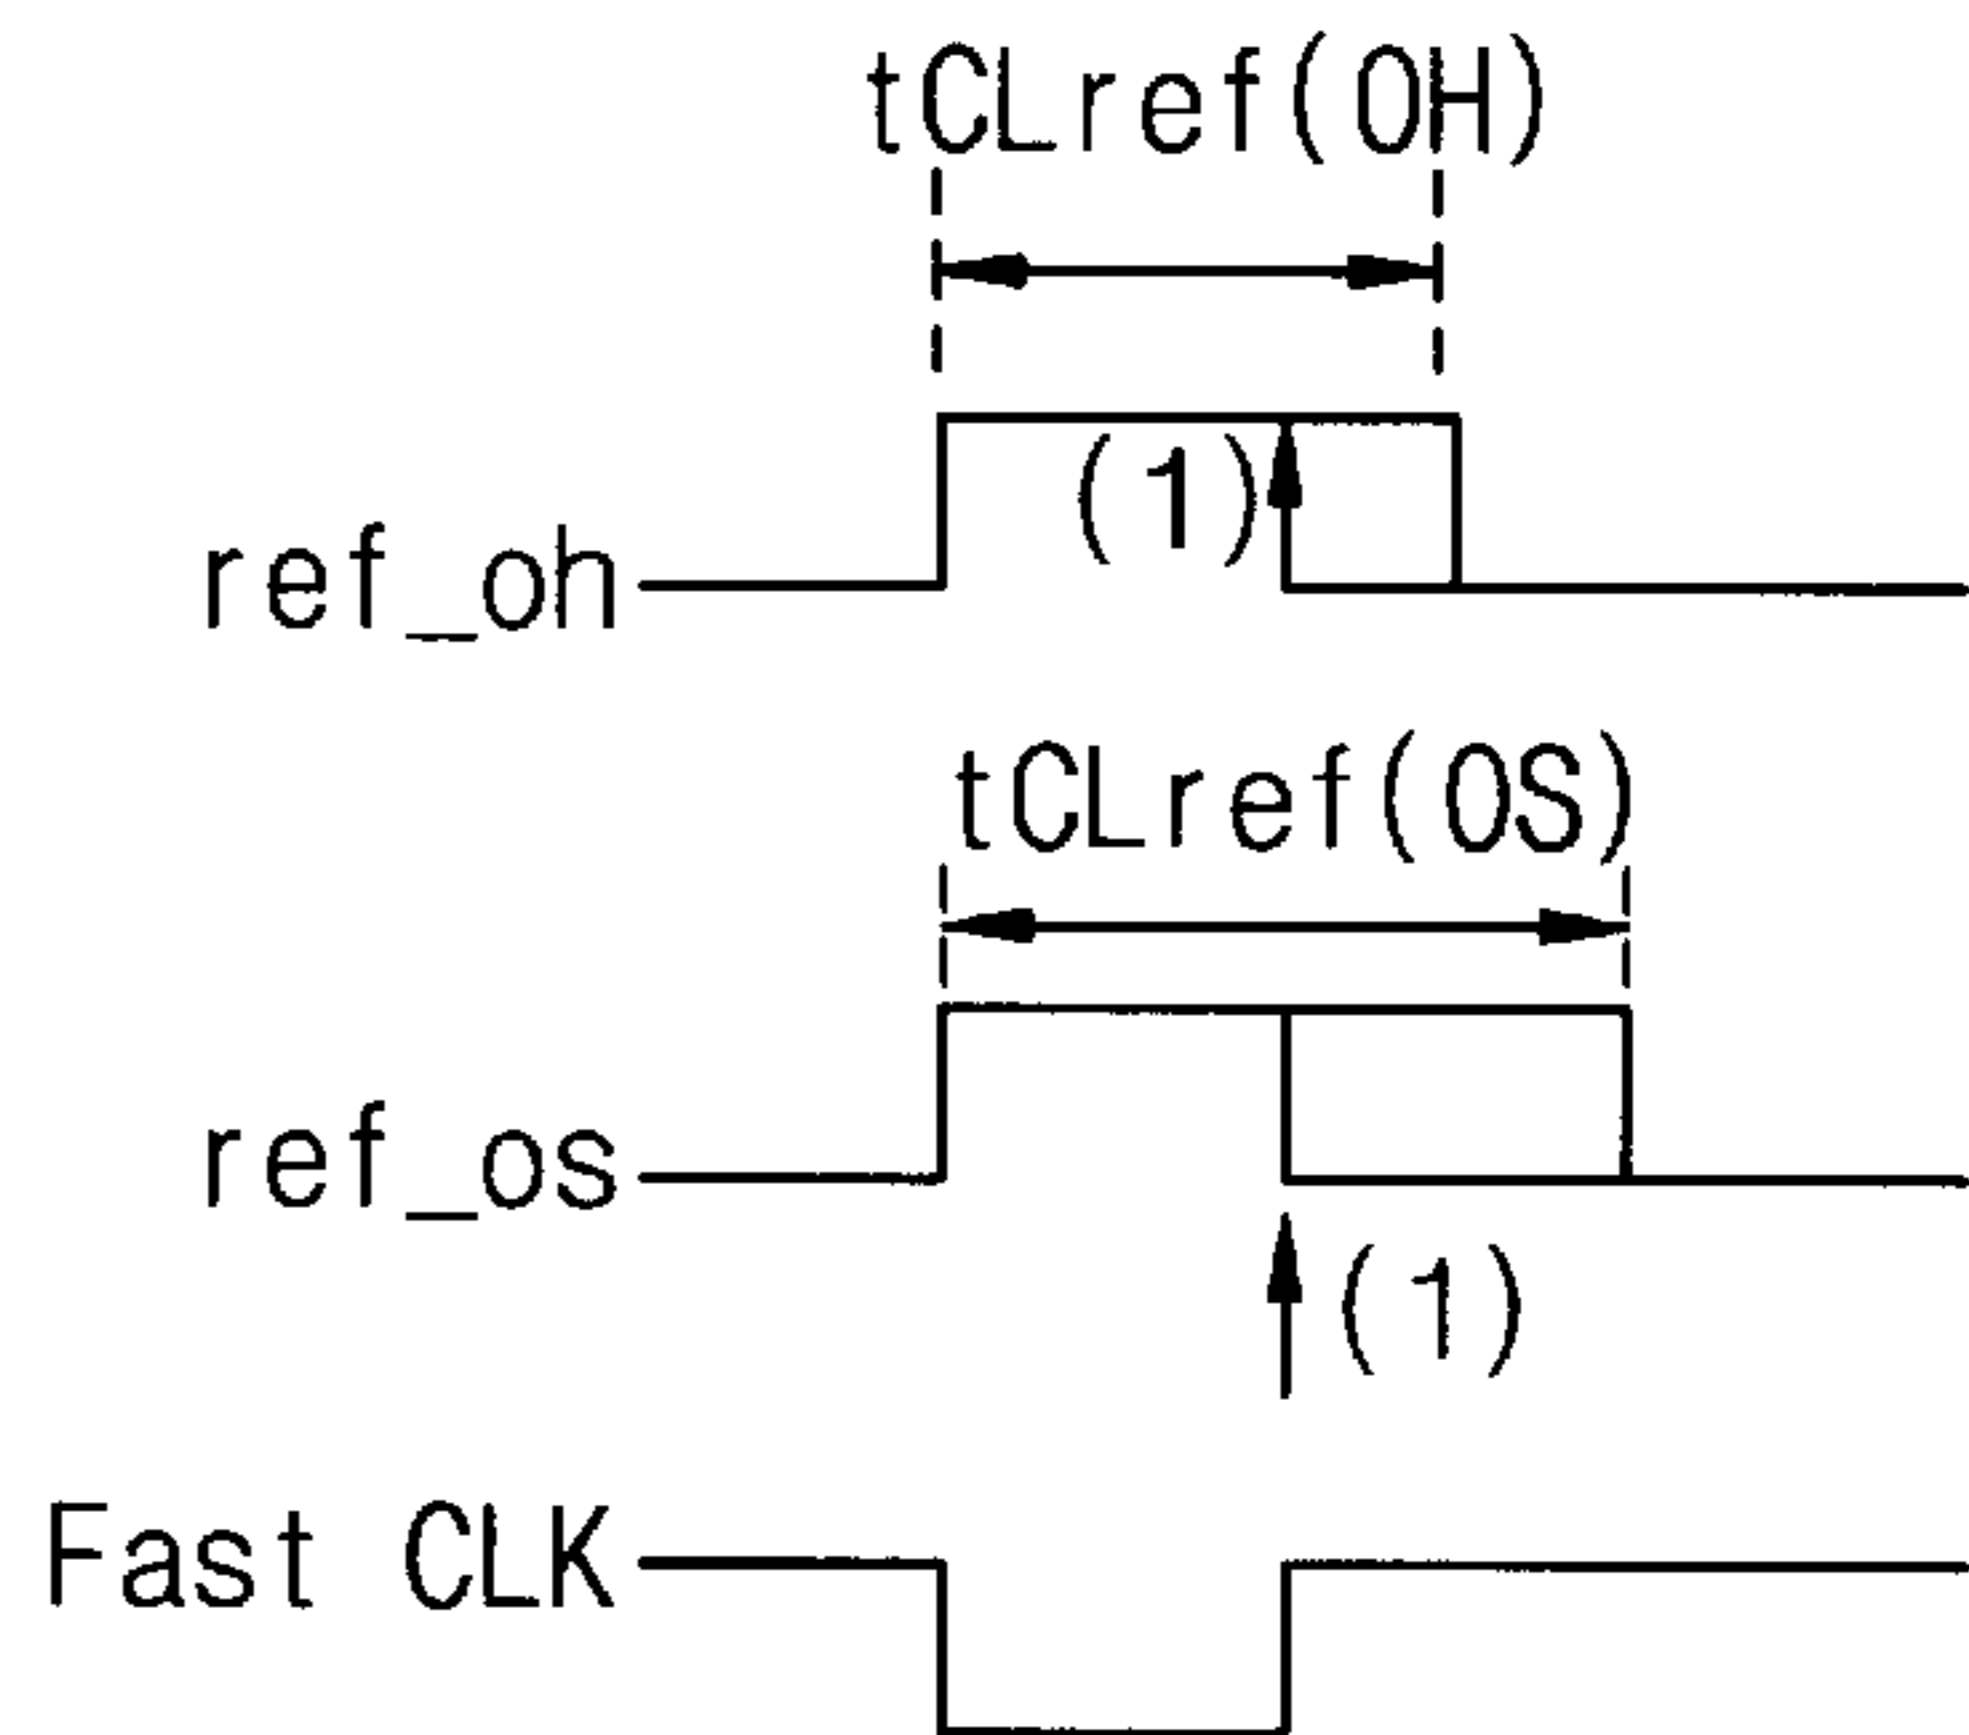 tCLref(OH)
(1)
ref_oh
tCLref(OS)
ref_os
(1)
Fast CLK